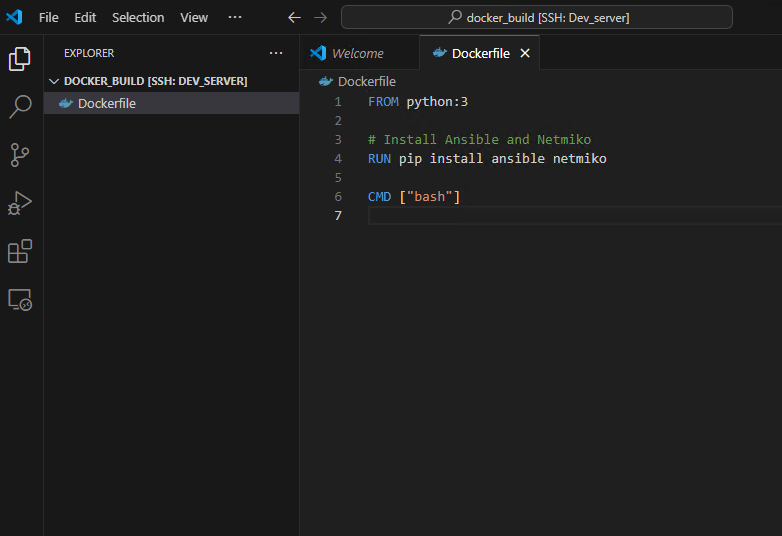 File Edit Selection View ··· ← → docker_build [SSH: Dev_server]
EXPLORER ···
DOCKER_BUILD [SSH: DEV_SERVER]
Dockerfile
Welcome Dockerfile ×
Dockerfile
1 FROM python:3
2
3 # Install Ansible and Netmiko
4 RUN pip install ansible netmiko
5
6 CMD ["bash"]
7